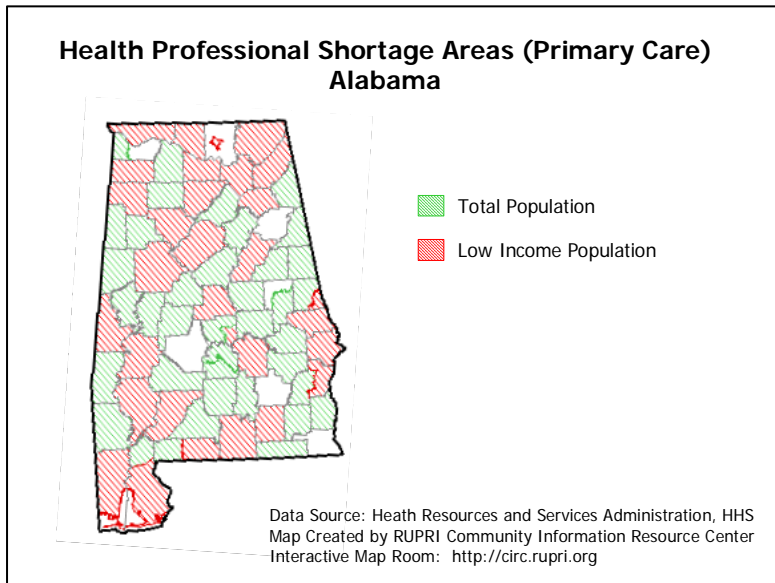 Health Professional Shortage Areas (Primary Care)
Alabama
Total Population
Low Income Population
Data Source: Heath Resources and Services Administration, HHS
Map Created by RUPRI Community Information Resource Center
Interactive Map Room: http://circ.rupri.org